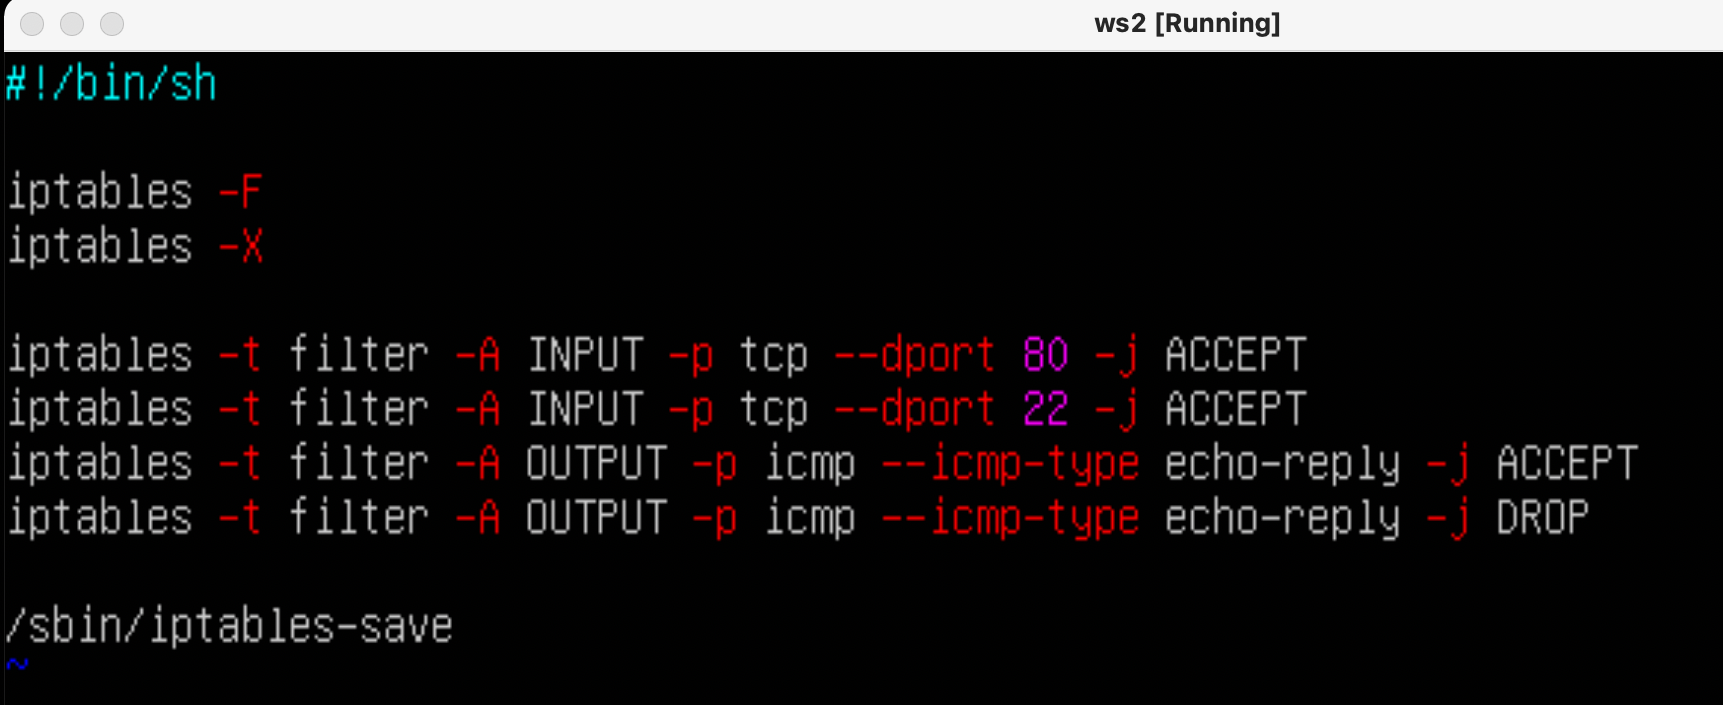 ws2 [Running]
#!/bin/sh
iptables -F
iptables -X
iptables -t filter -A INPUT -p tcp --dport 80 -j ACCEPT
iptables -t filter -A INPUT -p tcp --dport 22 -j ACCEPT
iptables -t filter -A OUTPUT -p icmp --icmp-type echo-reply -j ACCEPT
iptables -t filter -A OUTPUT -p icmp --icmp-type echo-reply -j DROP
/sbin/iptables-save
~